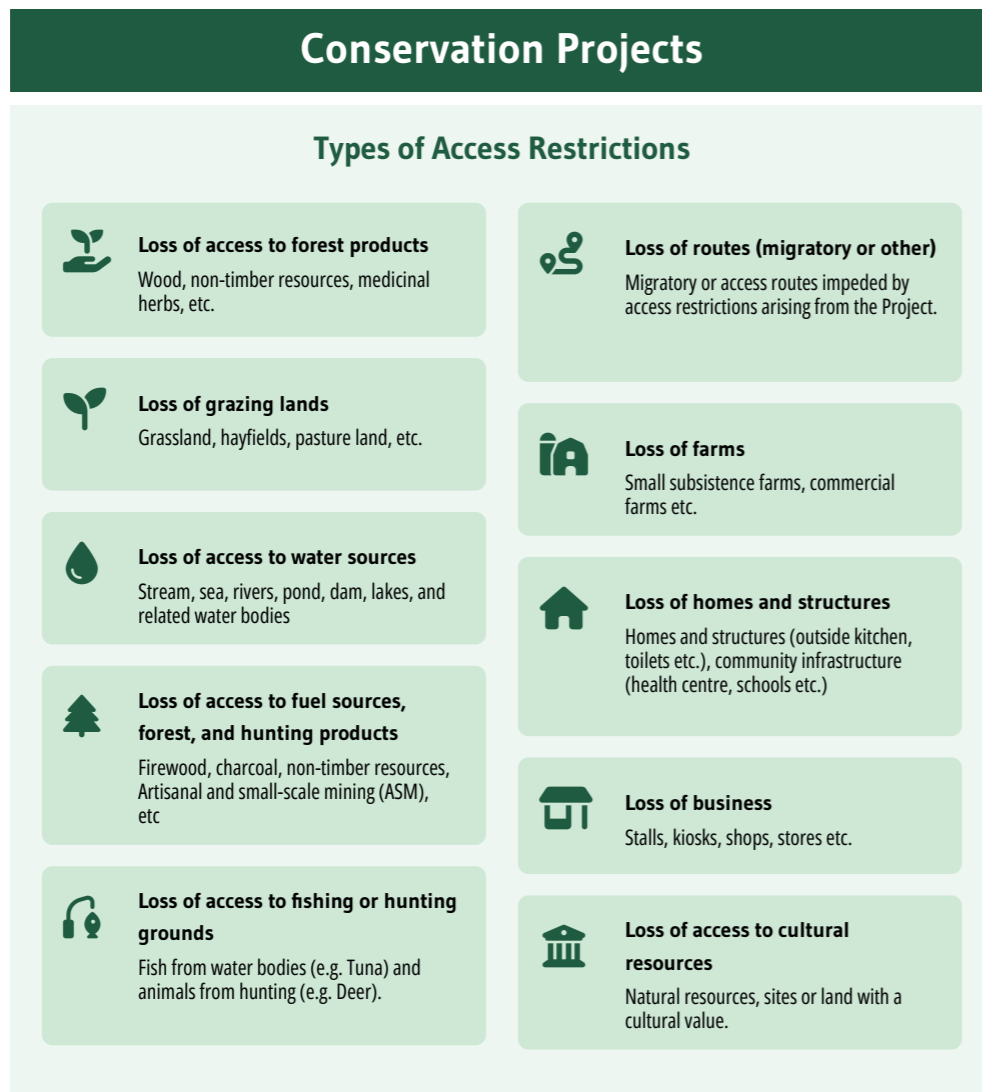 Conservation Projects
Types of Access Restrictions
Loss of access to forest products
Wood, non-timber resources, medicinal
herbs, etc.
Loss of grazing lands
Grassland, hayfields, pasture land, etc.
Loss of access to water sources
Stream, sea, rivers, pond, dam, lakes, and
related water bodies
Loss of access to fuel sources,
forest, and hunting products
Firewood, charcoal, non-timber resources,
Artisanal and small-scale mining (ASM),
etc
Loss of access to fishing or hunting
grounds
Fish from water bodies (e.g. Tuna) and
animals from hunting (e.g. Deer).
Loss of routes (migratory or other)
Migratory or access routes impeded by
access restrictions arising from the Project.
Loss of farms
Small subsistence farms, commercial
farms etc.
Loss of homes and structures
Homes and structures (outside kitchen,
toilets etc.), community infrastructure
(health centre, schools etc.)
Loss of business
Stalls, kiosks, shops, stores etc.
Loss of access to cultural
resources
Natural resources, sites or land with a
cultural value.